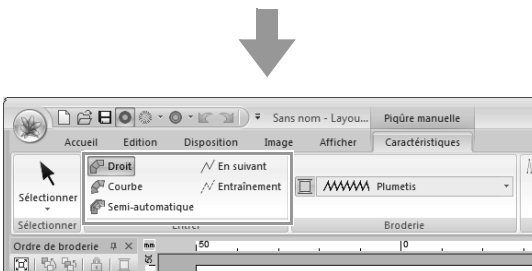 Sans nom - Layou... Piqûre manuelle
Accueil Edition Disposition Image Afficher Caractéristiques
Droit En suivant
Courbe Entraînement
Semi-automatique
Sélectionner
Plumetis
Sélectionner Entrer Broderie
Ordre de broderie mm 50 0